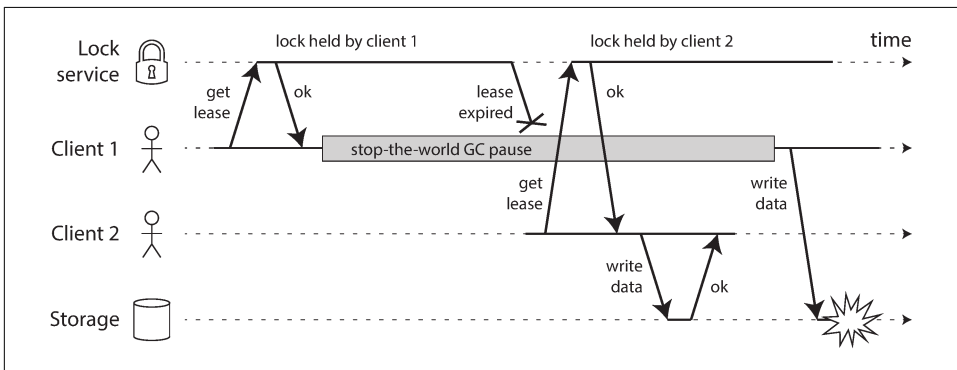 lock held by client 1
lock held by client 2
time
Lock
service
get
lease
ok
lease
expired
ok
Client 1
stop-the-world GC pause
get
lease
write
data
Client 2
write
data
ok
Storage